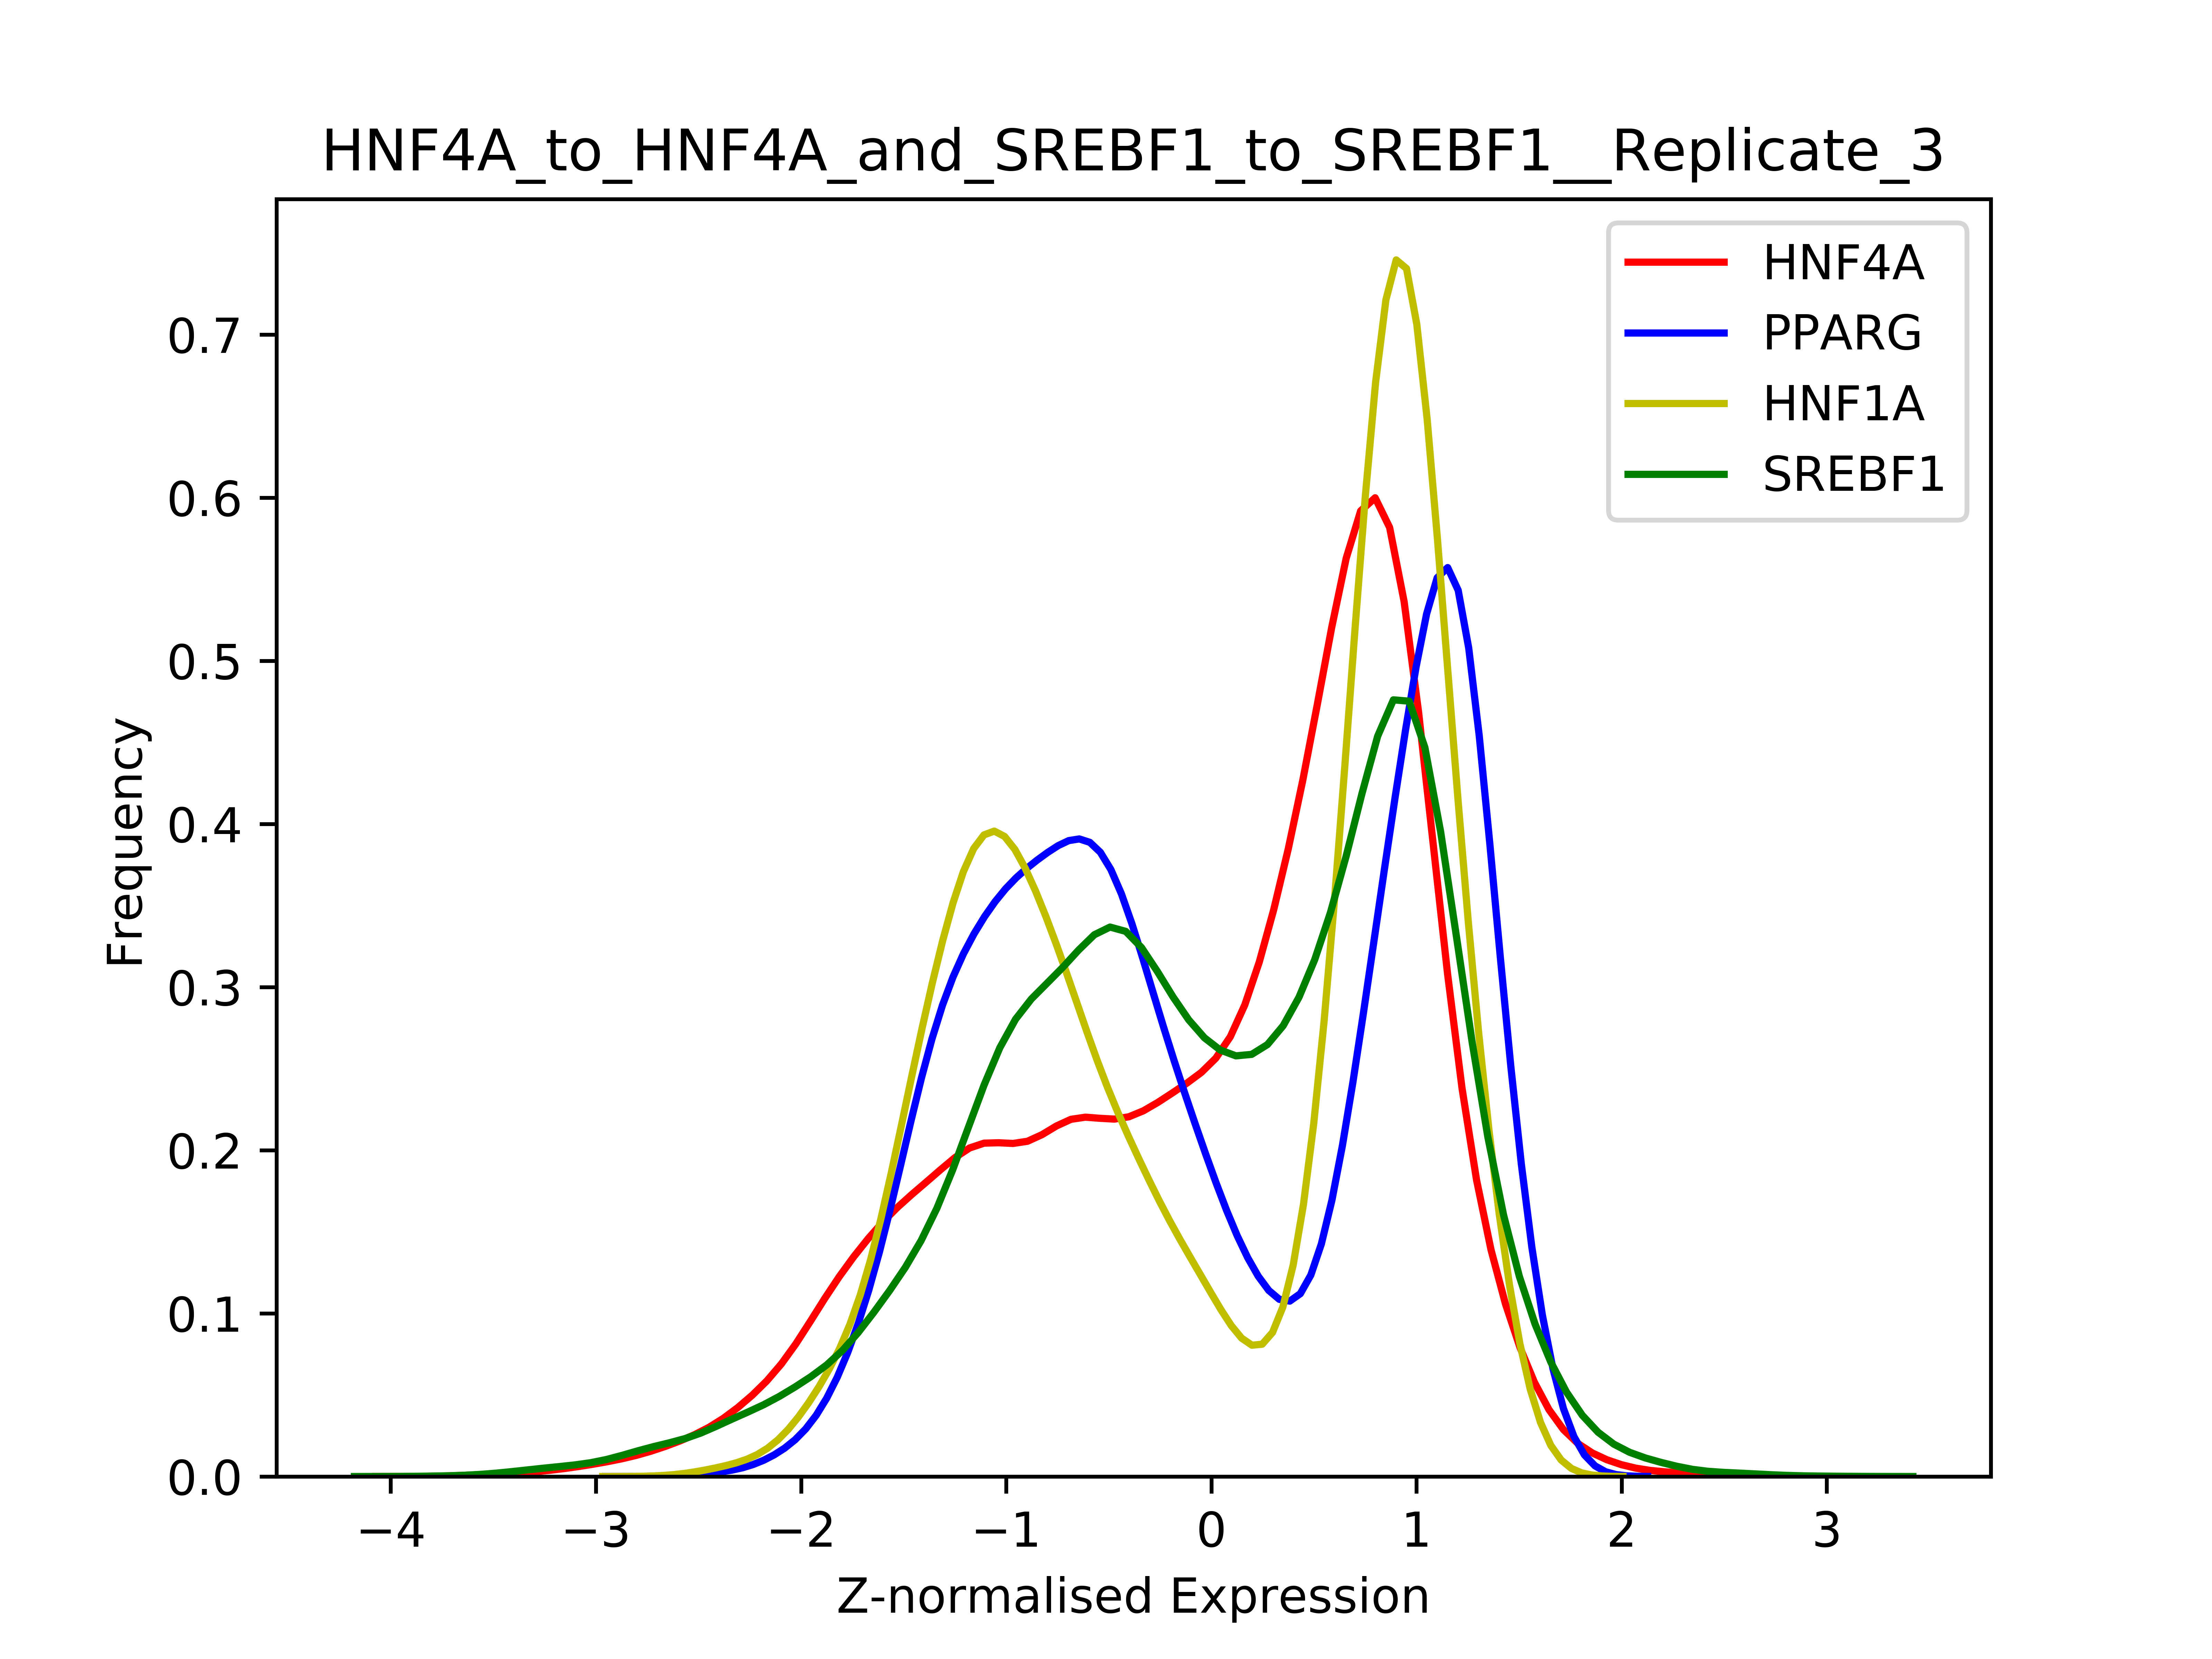 HNF4A_to_HNF4A_and_SREBF1_to_SREBF1__Replicate_3
HNF4A
PPARG
HNF1A
SREBF1
0.7
0.6
0.5
0.4
0.3
0.2
0.1
0.0
Frequency
−4 −3 −2 −1 0 1 2 3
Z-normalised Expression